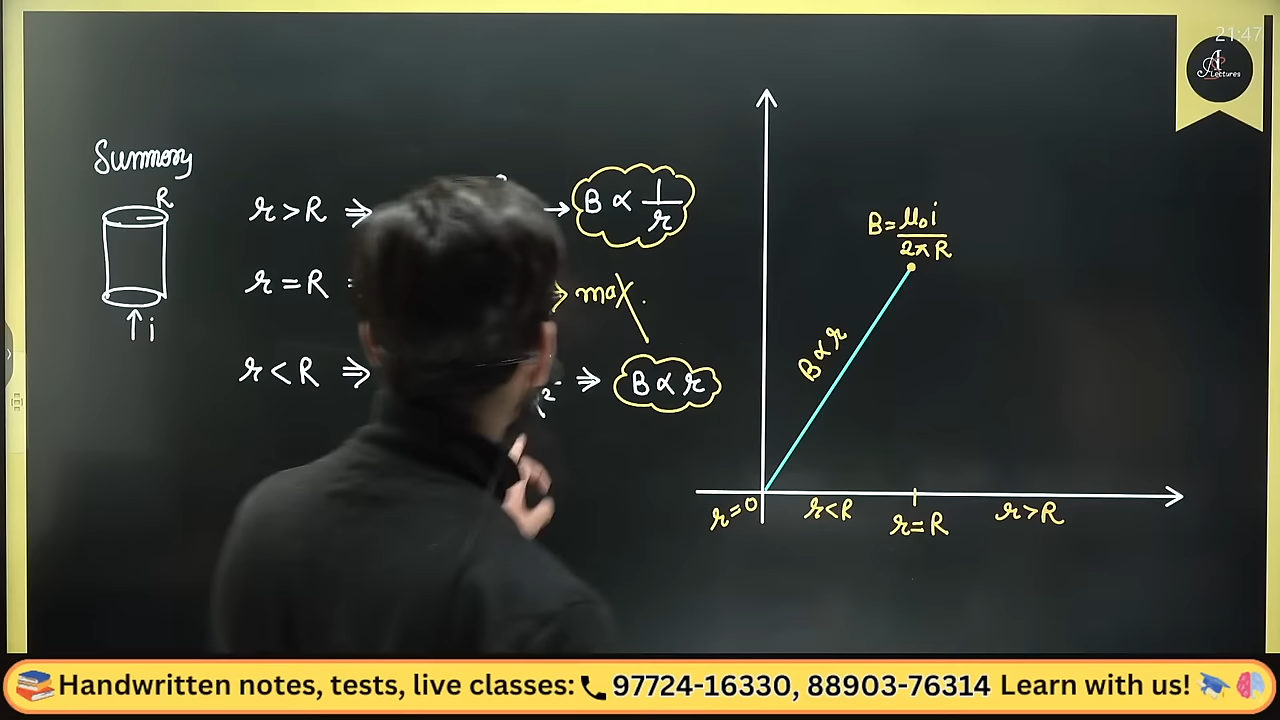 21:47
A Lectures
Summary
R
i
r > R ⇒ → B ∝ 1/r
r = R = → max.
r < R ⇒ r² ⇒ B ∝ r
B = μ₀i / 2πR
B ∝ r
r=0 r<R r=R r>R
Handwritten notes, tests, live classes: 97724-16330, 88903-76314 Learn with us!